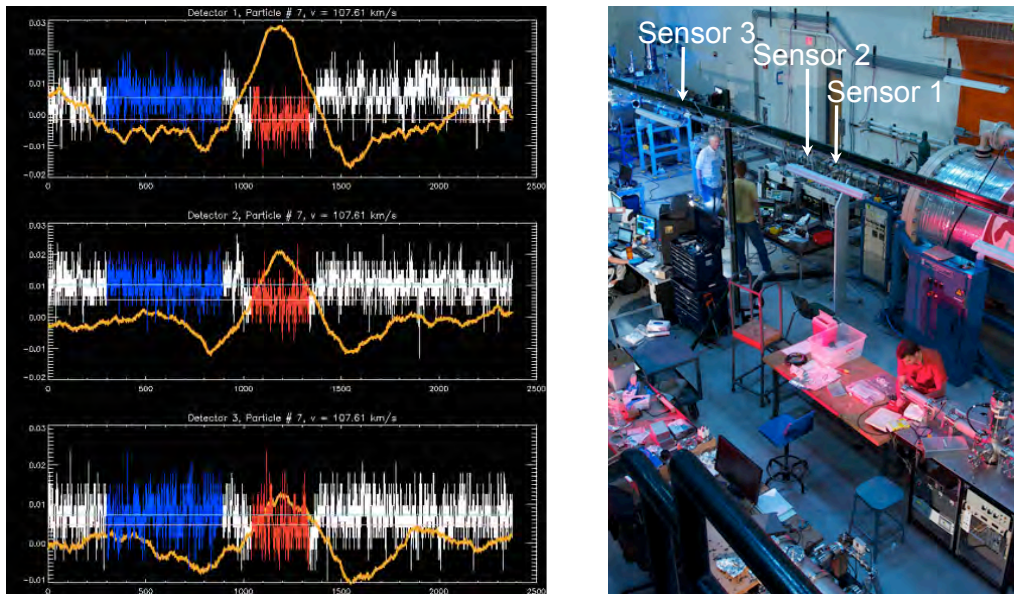 Detector 1, Particle # 7, v = 107.61 km/s
0.03
0.02
0.01
0.00
-0.01
-0.02
0 500 1000 1500 2000 2500
Detector 2, Particle # 7, v = 107.61 km/s
0.03
0.02
0.01
0.00
-0.01
-0.02
0 500 1000 1500 2000 2500
Detector 3, Particle # 7, v = 107.61 km/s
0.03
0.02
0.01
0.00
-0.01
0 500 1000 1500 2000 2500
Sensor 3
Sensor 2
Sensor 1